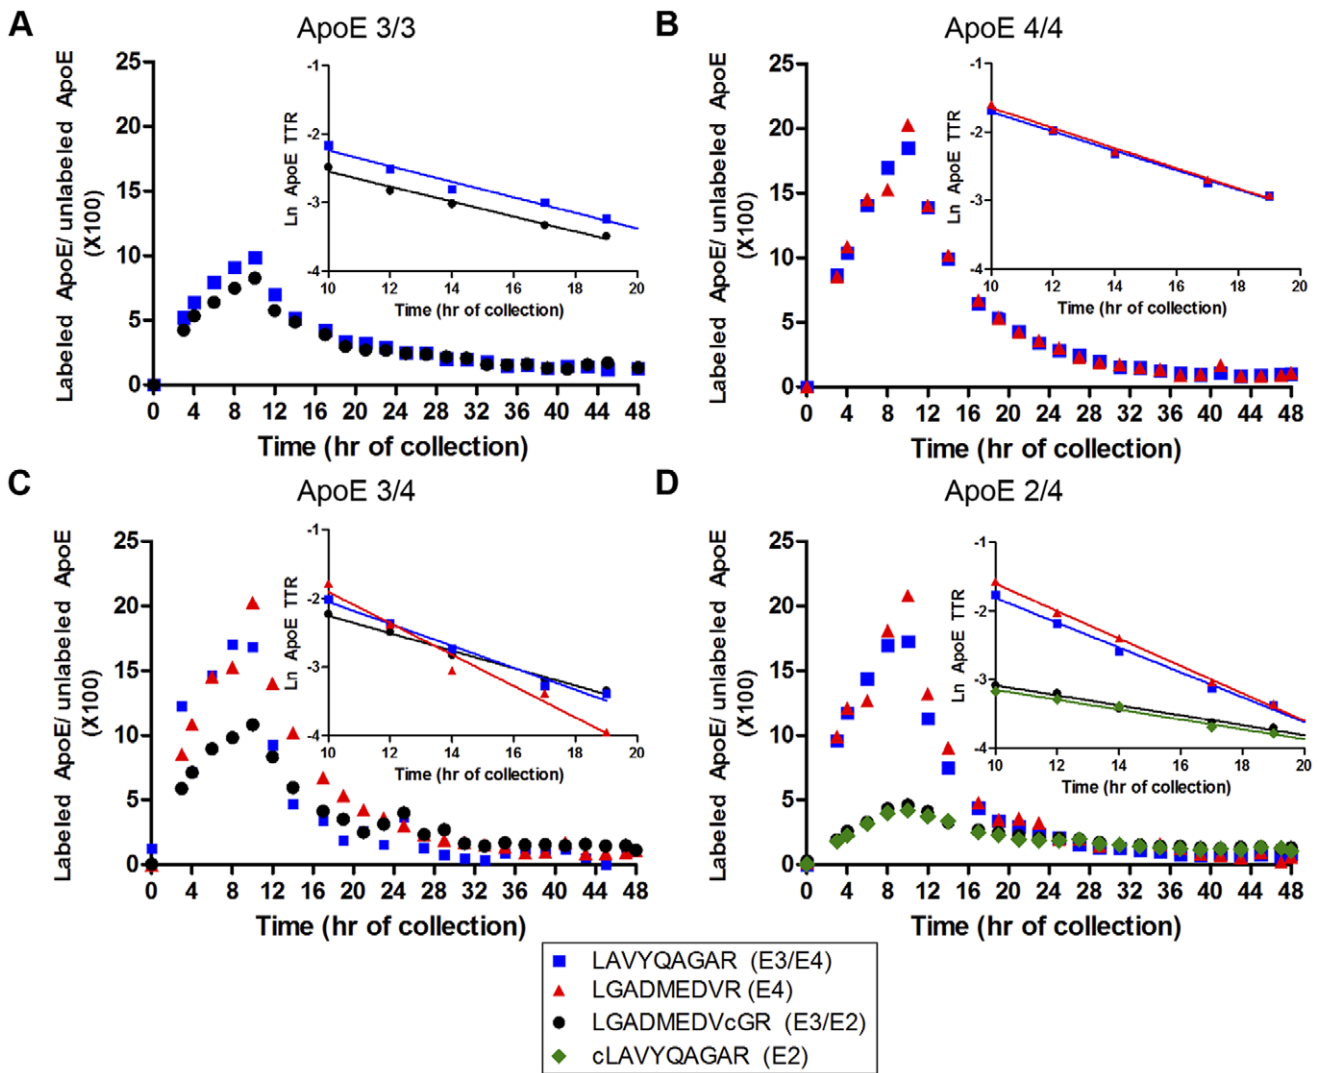 A
ApoE 3/3
Labeled ApoE/ unlabeled ApoE
(X100)
25
20
15
10
5
0
0 4 8 12 16 20 24 28 32 36 40 44 48
Time (hr of collection)
Ln ApoE TTR
-1
-2
-3
-4
10 12 14 16 18 20
Time (hr of collection)
B
ApoE 4/4
Labeled ApoE/ unlabeled ApoE
(X100)
25
20
15
10
5
0
0 4 8 12 16 20 24 28 32 36 40 44 48
Time (hr of collection)
Ln ApoE TTR
-1
-2
-3
-4
10 12 14 16 18 20
Time (hr of collection)
C
ApoE 3/4
Labeled ApoE/ unlabeled ApoE
(X100)
25
20
15
10
5
0
0 4 8 12 16 20 24 28 32 36 40 44 48
Time (hr of collection)
Ln ApoE TTR
-1
-2
-3
-4
10 12 14 16 18 20
Time (hr of collection)
D
ApoE 2/4
Labeled ApoE/ unlabeled ApoE
(X100)
25
20
15
10
5
0
0 4 8 12 16 20 24 28 32 36 40 44 48
Time (hr of collection)
Ln ApoE TTR
-1
-2
-3
-4
10 12 14 16 18 20
Time (hr of collection)
LAVYQAGAR (E3/E4)
LGADMEDVR (E4)
LGADMEDVcGR (E3/E2)
cLAVYQAGAR (E2)